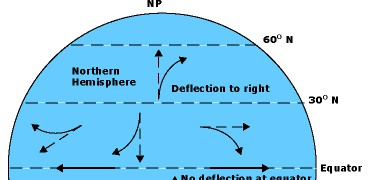 NP
60° N
Northern
Hemisphere
Deflection to right
30° N
Equator
No deflection at equator